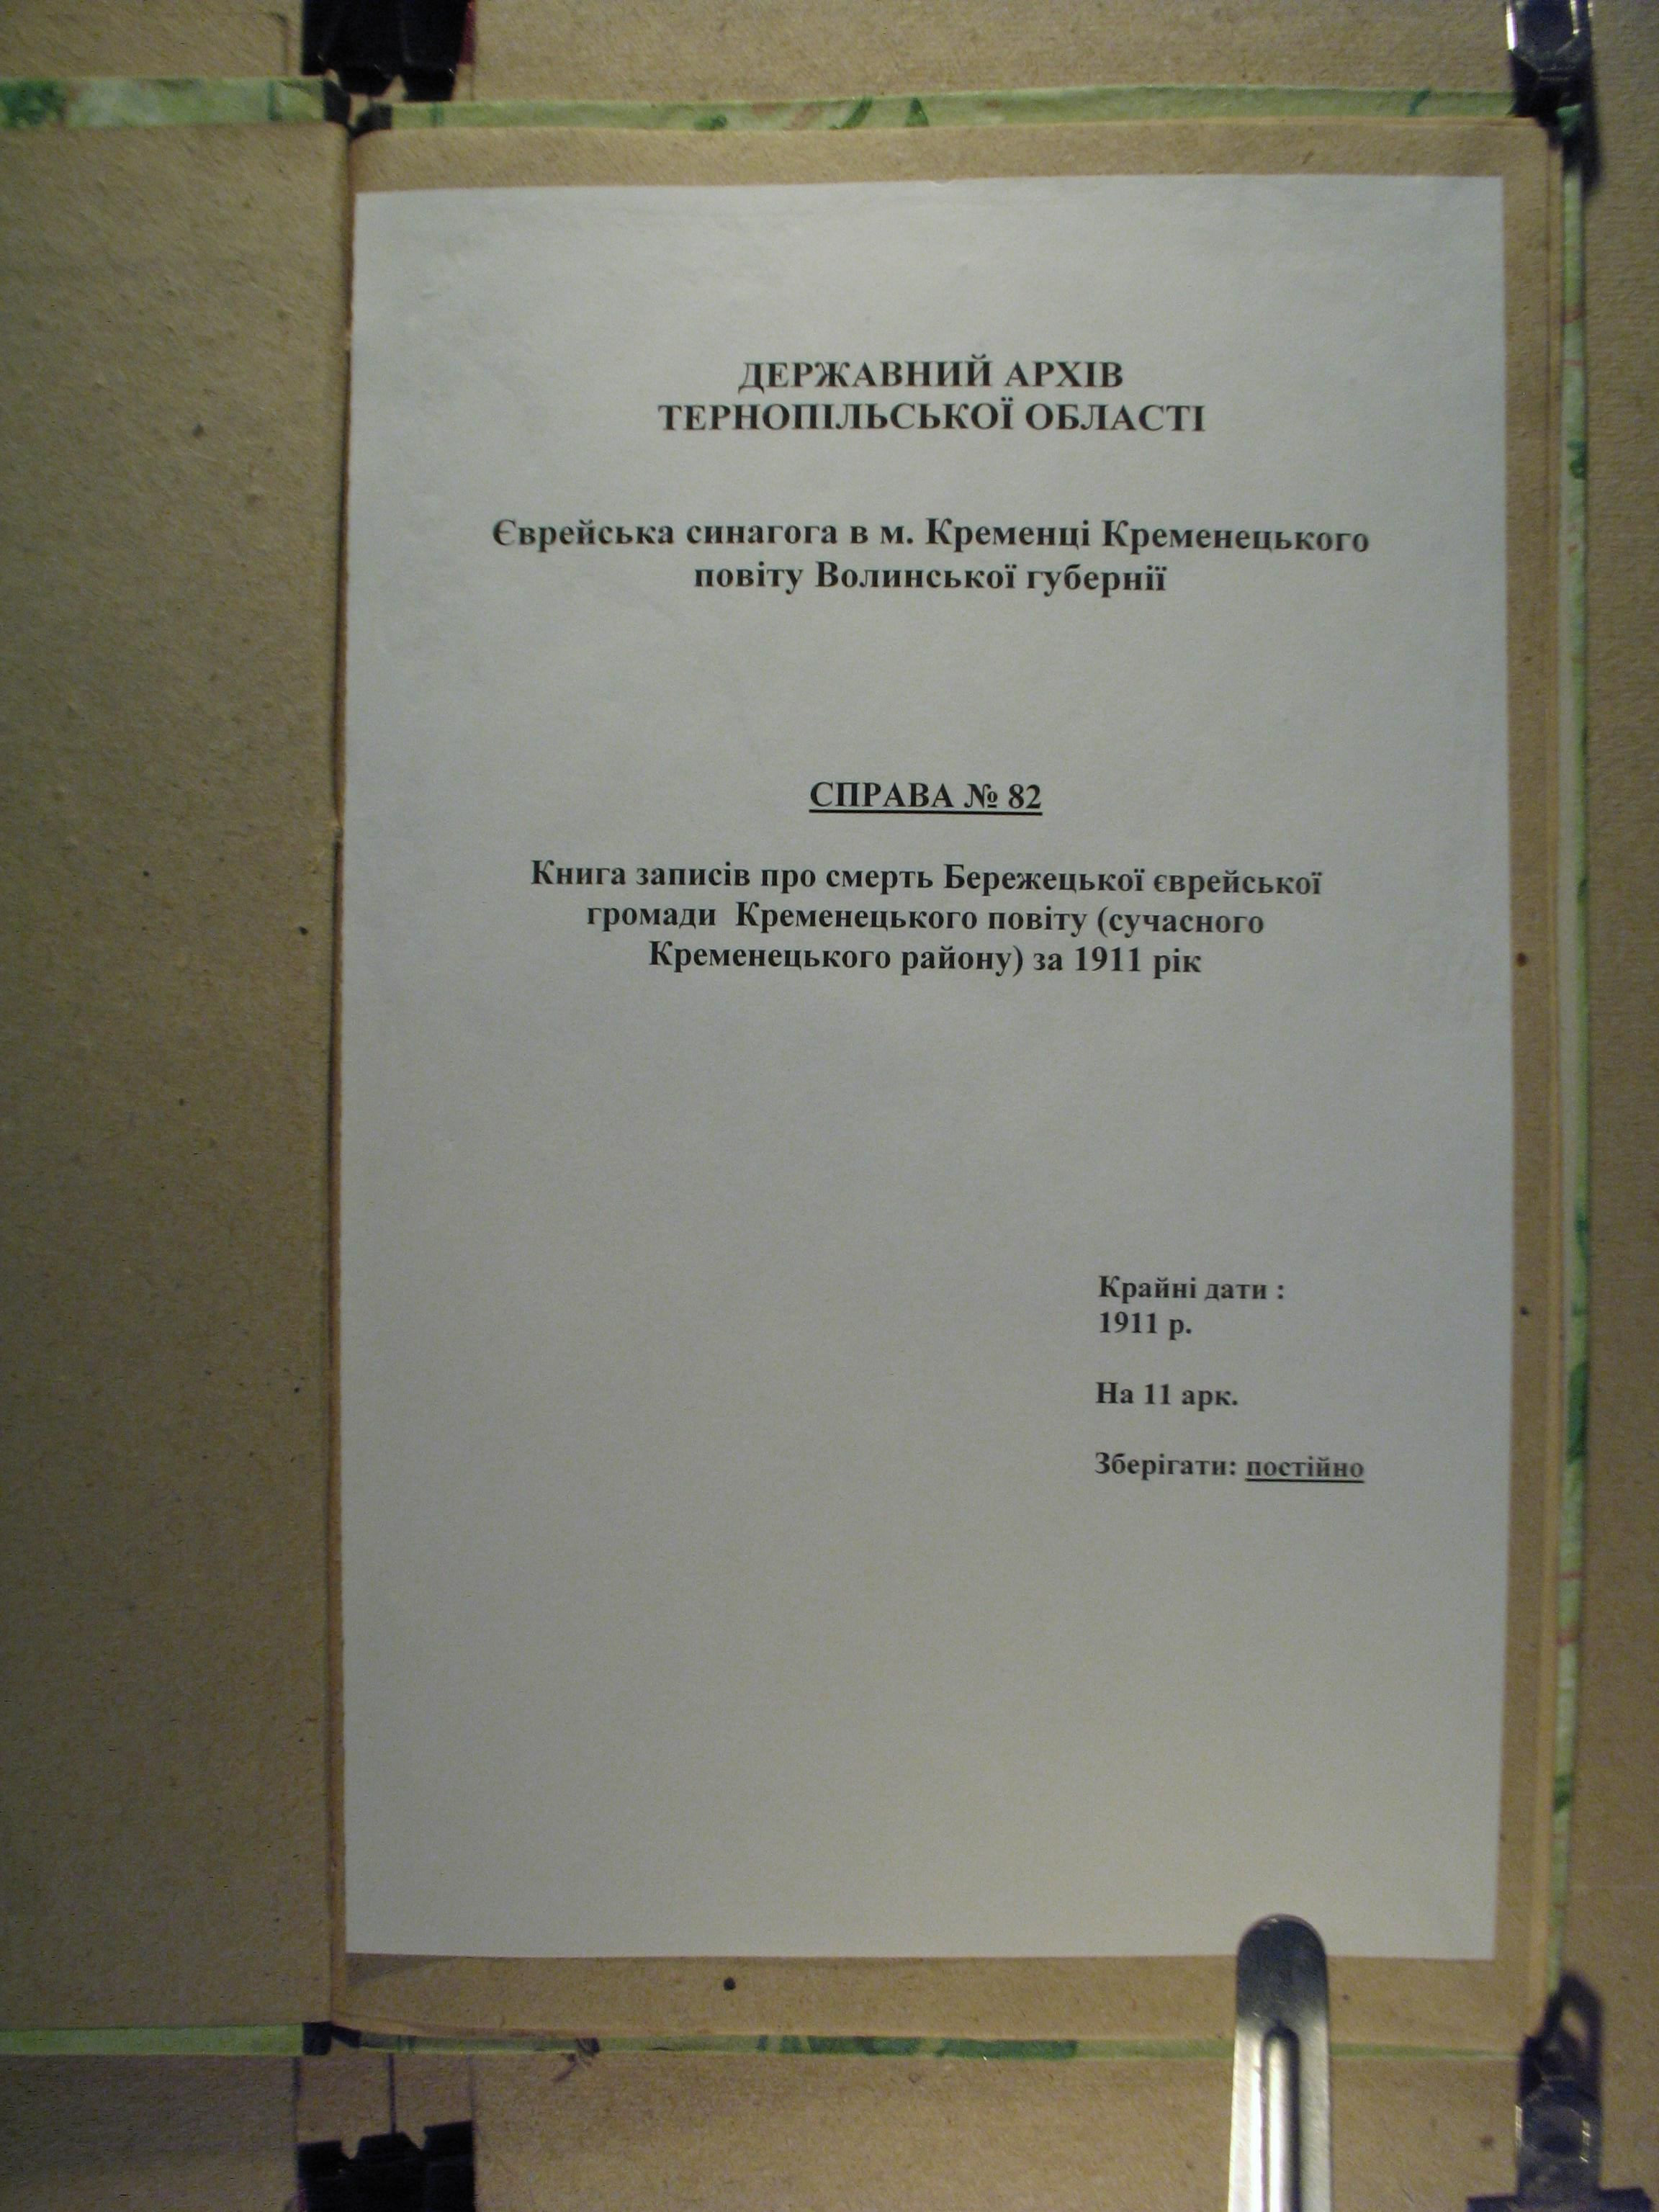 ДЕРЖАВНИЙ АРХІВ
ТЕРНОПІЛЬСЬКОЇ ОБЛАСТІ
Єврейська синагога в м. Кременці Кременецького
повіту Волинської губернії
СПРАВА № 82
Книга записів про смерть Бережецької єврейської
громади Кременецького повіту (сучасного
Кременецького району) за 1911 рік
Крайні дати :
1911 р.
На 11 арк.
Зберігати: постійно